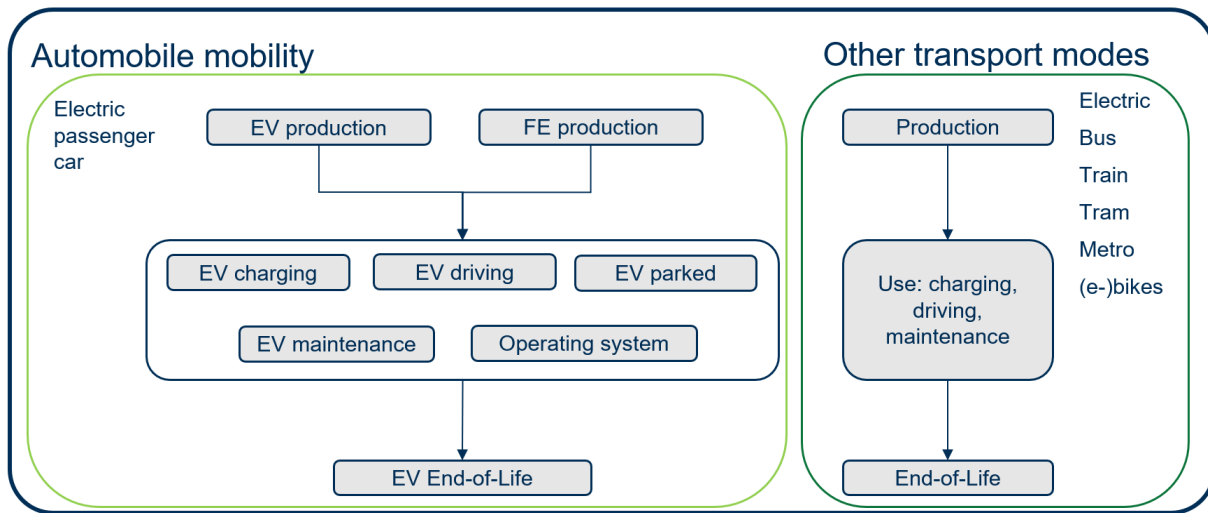 Automobile mobility
Electric
passenger
car
EV production
FE production
EV charging
EV driving
EV parked
EV maintenance
Operating system
EV End-of-Life
Other transport modes
Production
Use: charging,
driving,
maintenance
End-of-Life
Electric
Bus
Train
Tram
Metro
(e-)bikes